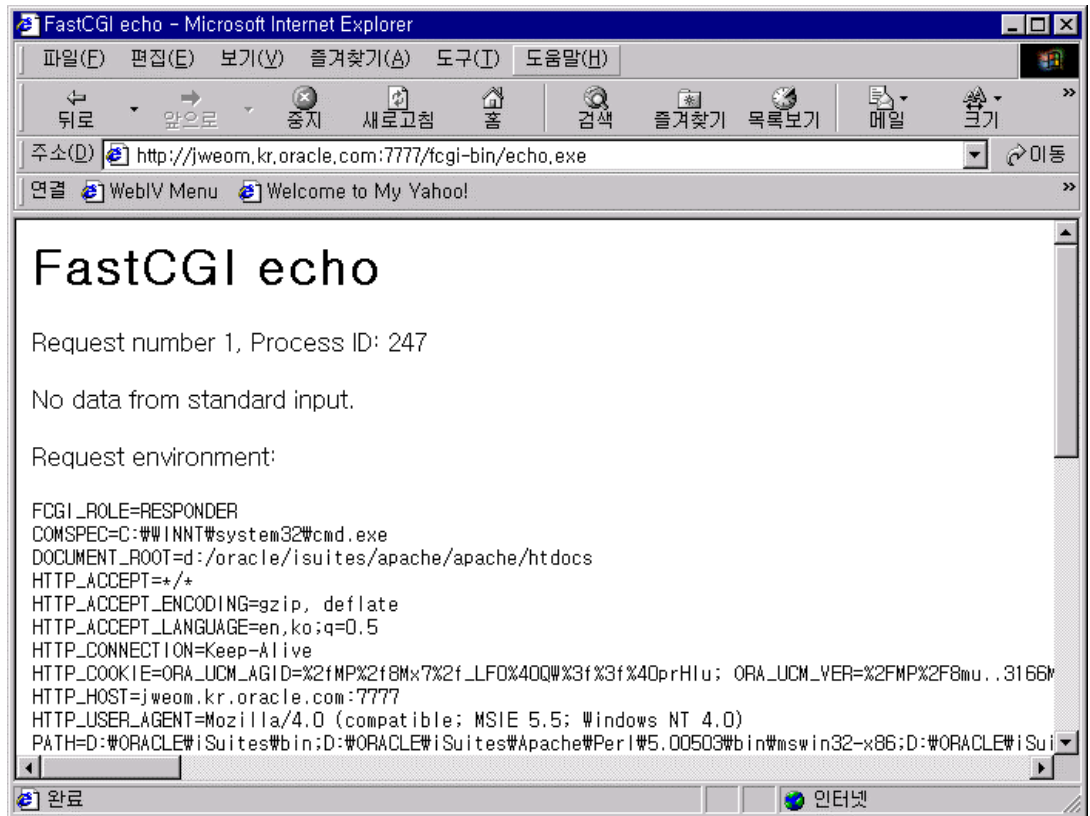 FastCGI echo - Microsoft Internet Explorer
파일(F) 편집(E) 보기(V) 즐겨찾기(A) 도구(T) 도움말(H)
뒤로 앞으로 중지 새로고침 홈 검색 즐겨찾기 목록보기 메일 크기 »
주소(D) http://jweom.kr.oracle.com:7777/fcgi-bin/echo.exe 이동
연결 WebIV Menu Welcome to My Yahoo! »
FastCGI echo
Request number 1, Process ID: 247
No data from standard input.
Request environment:
FCGI_ROLE=RESPONDER
COMSPEC=C:₩WINNT₩system32₩cmd.exe
DOCUMENT_ROOT=d:/oracle/isuites/apache/apache/htdocs
HTTP_ACCEPT=*/*
HTTP_ACCEPT_ENCODING=gzip, deflate
HTTP_ACCEPT_LANGUAGE=en,ko;q=0.5
HTTP_CONNECTION=Keep-Alive
HTTP_COOKIE=ORA_UCM_AGID=%2fMP%2f8Mx7%2f_LFO%40QW%3f%3f%40prHIu; ORA_UCM_VER=%2FMP%2F8mu..3166M
HTTP_HOST=jweom.kr.oracle.com:7777
HTTP_USER_AGENT=Mozilla/4.0 (compatible; MSIE 5.5; Windows NT 4.0)
PATH=D:₩ORACLE₩iSuites₩bin;D:₩ORACLE₩iSuites₩Apache₩Perl₩5.00503₩bin₩mswin32-x86;D:₩ORACLE₩iSui
완료 인터넷